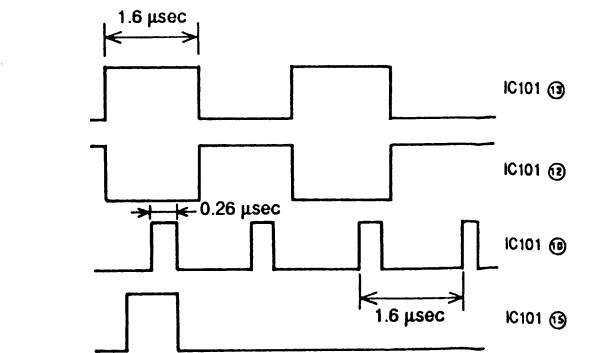 1.6 μsec
IC101 ⑬
IC101 ⑫
0.26 μsec
IC101 ⑩
1.6 μsec
IC101 ⑮